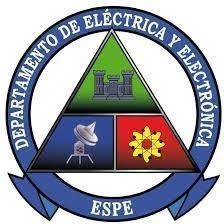 DEPARTAMENTO DE ELÉCTRICA Y ELECTRÓNICA
ESPE